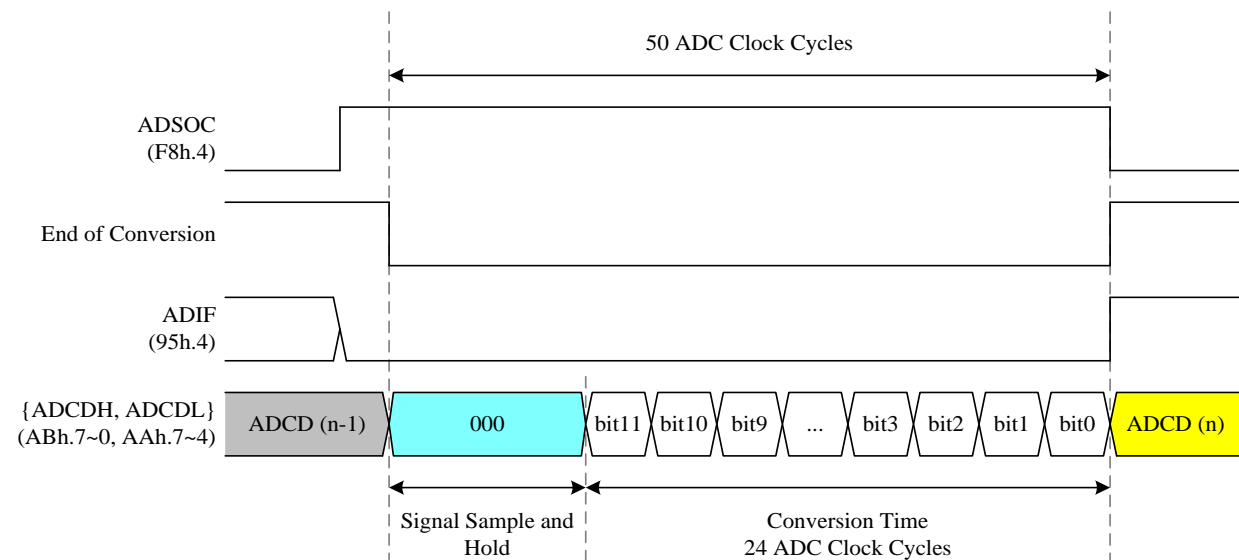 50 ADC Clock Cycles
ADSOC
(F8h.4)
End of Conversion
ADIF
(95h.4)
{ADCDH, ADCDL}
(ABh.7~0, AAh.7~4)
ADCD (n-1)
000
bit11
bit10
bit9
...
bit3
bit2
bit1
bit0
ADCD (n)
Signal Sample and
Hold
Conversion Time
24 ADC Clock Cycles